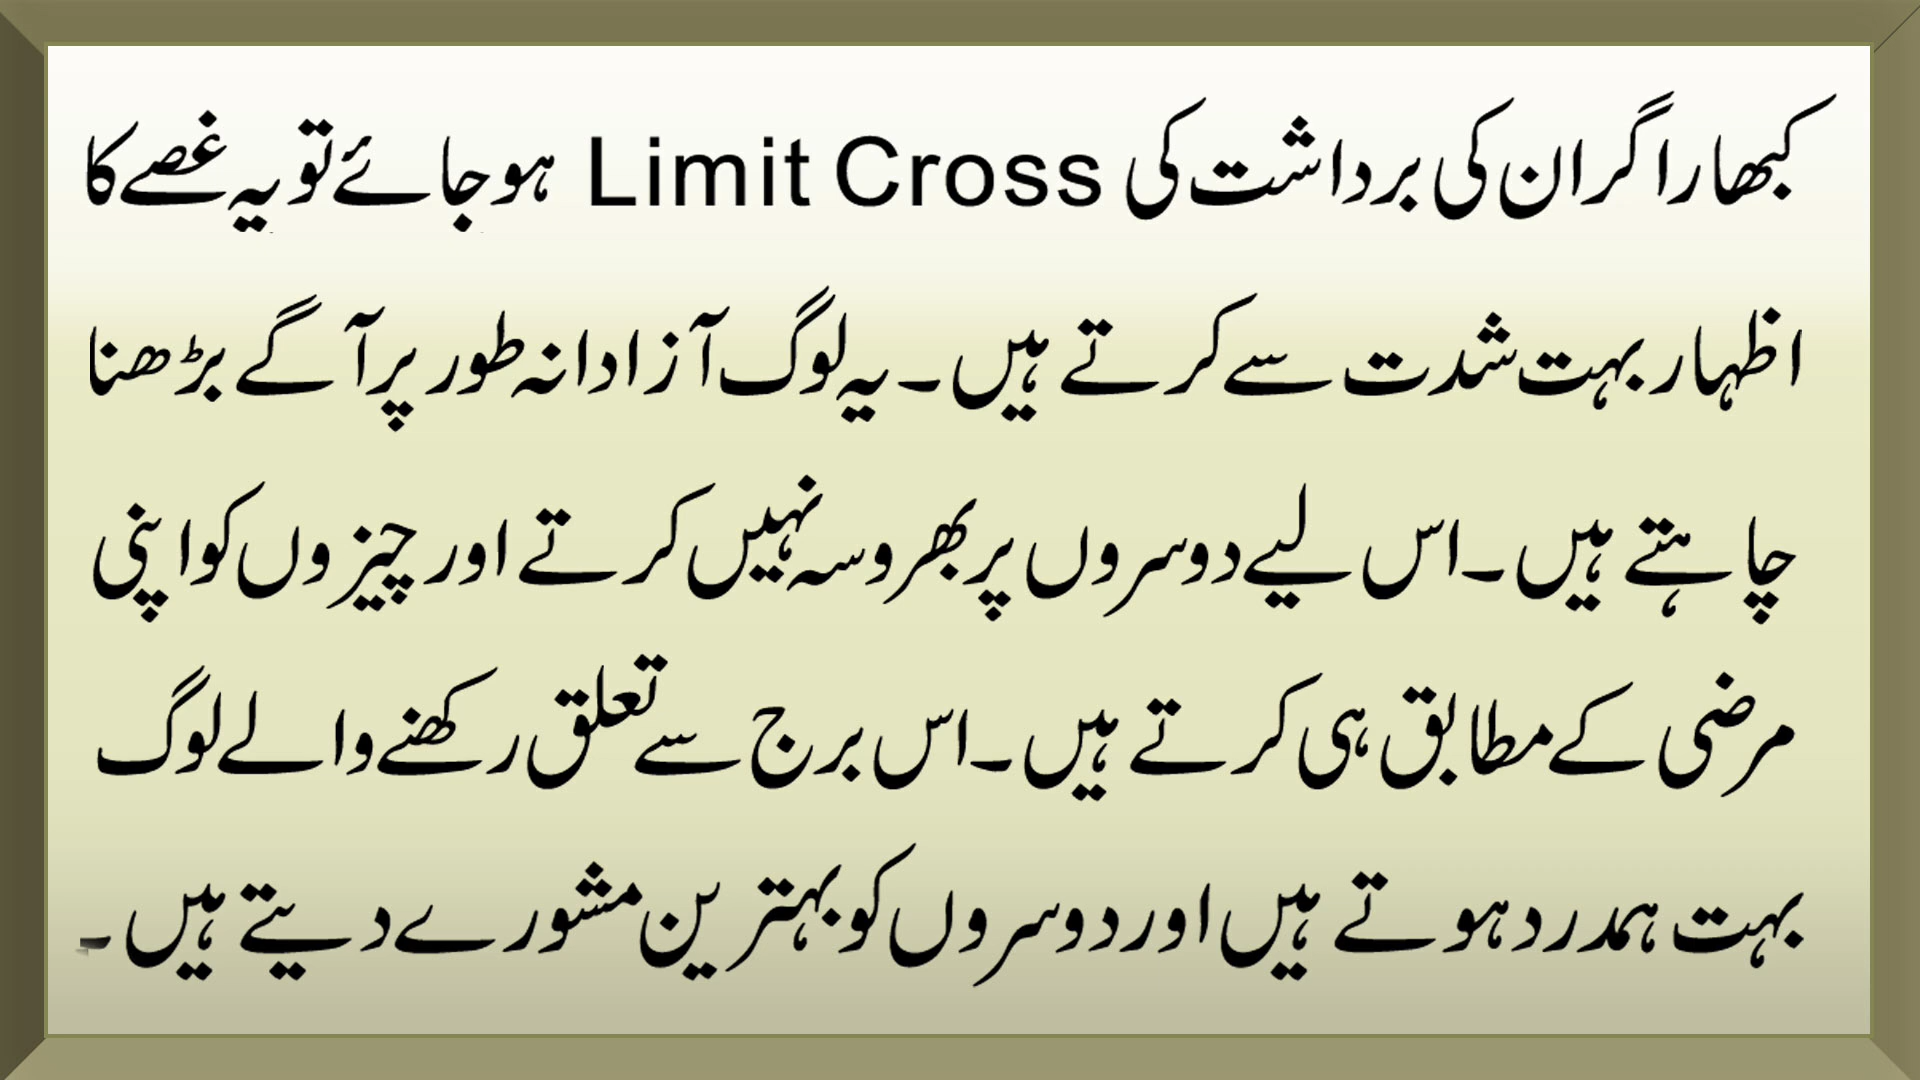 کبھار اگر ان کی برداشت کی Limit Cross ہوجائے تو یہ غصے کا
اظہار بہت شدت سے کرتے ہیں۔ یہ لوگ آزادانہ طور پر آگے بڑھنا
چاہتے ہیں۔ اس لیے دوسروں پر بھروسہ نہیں کرتے اور چیزوں کو اپنی
مرضی کے مطابق ہی کرتے ہیں۔ اس برج سے تعلق رکھنے والے لوگ
بہت ہمدرد ہوتے ہیں اور دوسروں کو بہترین مشورے دیتے ہیں۔